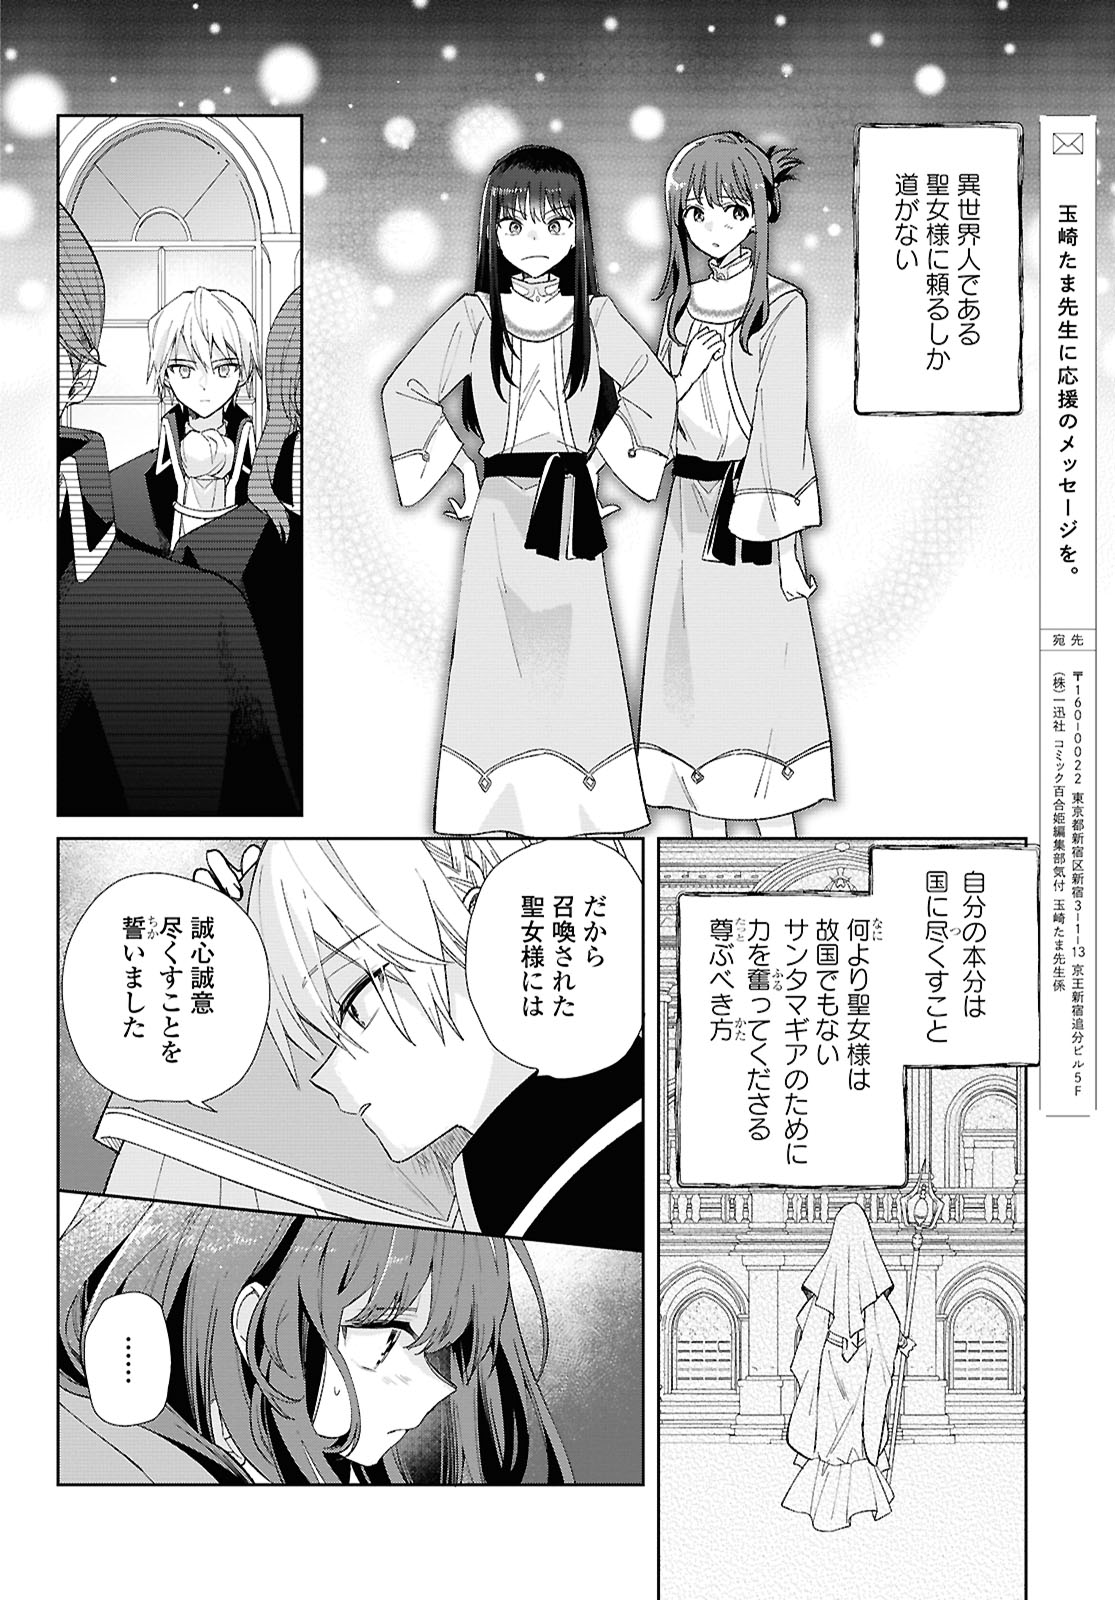 玉崎たま先生に応援のメッセージを。
宛先
〒160-0022 東京都新宿区新宿3-1-13 京王新宿追分ビル5F
(株)一迅社 コミック百合姫編集部気付 玉崎たま先生係
異世界人である
聖女様に頼るしか
道がない
自分の本分は
国に尽くすこと
何より聖女様は
故国でもない
サンタマギアのために
力を奮ってくださる
尊ぶべき方
だから
召喚された
聖女様には
誠心誠意
尽くすことを
誓いました
……